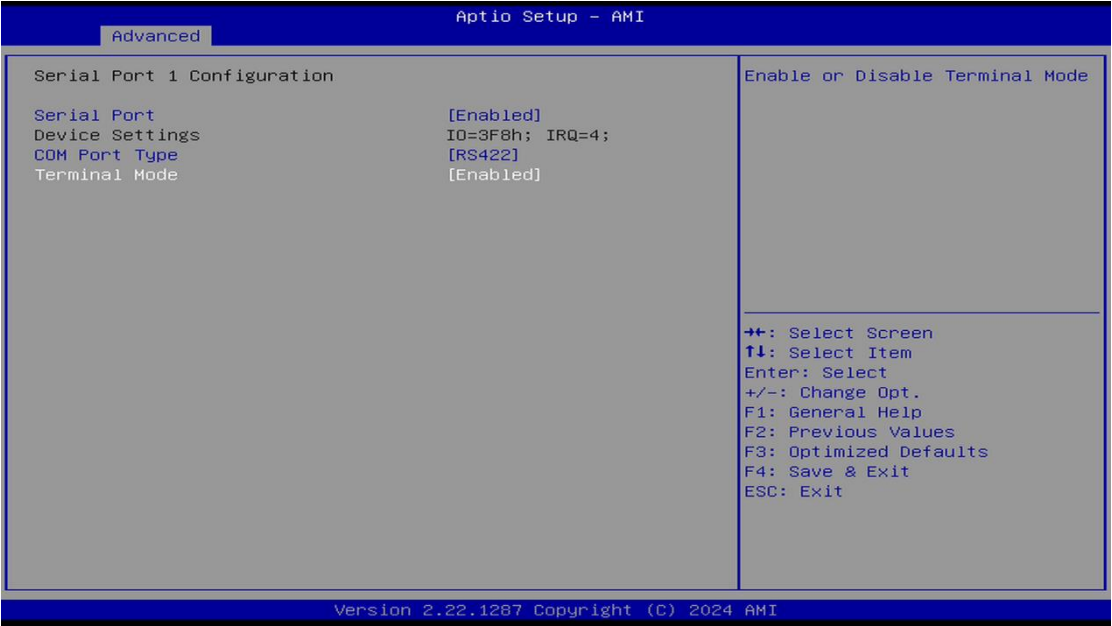 Aptio Setup - AMI
Advanced
Serial Port 1 Configuration
Serial Port [Enabled]
Device Settings IO=3F8h; IRQ=4;
COM Port Type [RS422]
Terminal Mode [Enabled]
Enable or Disable Terminal Mode
→←: Select Screen
↑↓: Select Item
Enter: Select
+/-: Change Opt.
F1: General Help
F2: Previous Values
F3: Optimized Defaults
F4: Save & Exit
ESC: Exit
Version 2.22.1287 Copyright (C) 2024 AMI